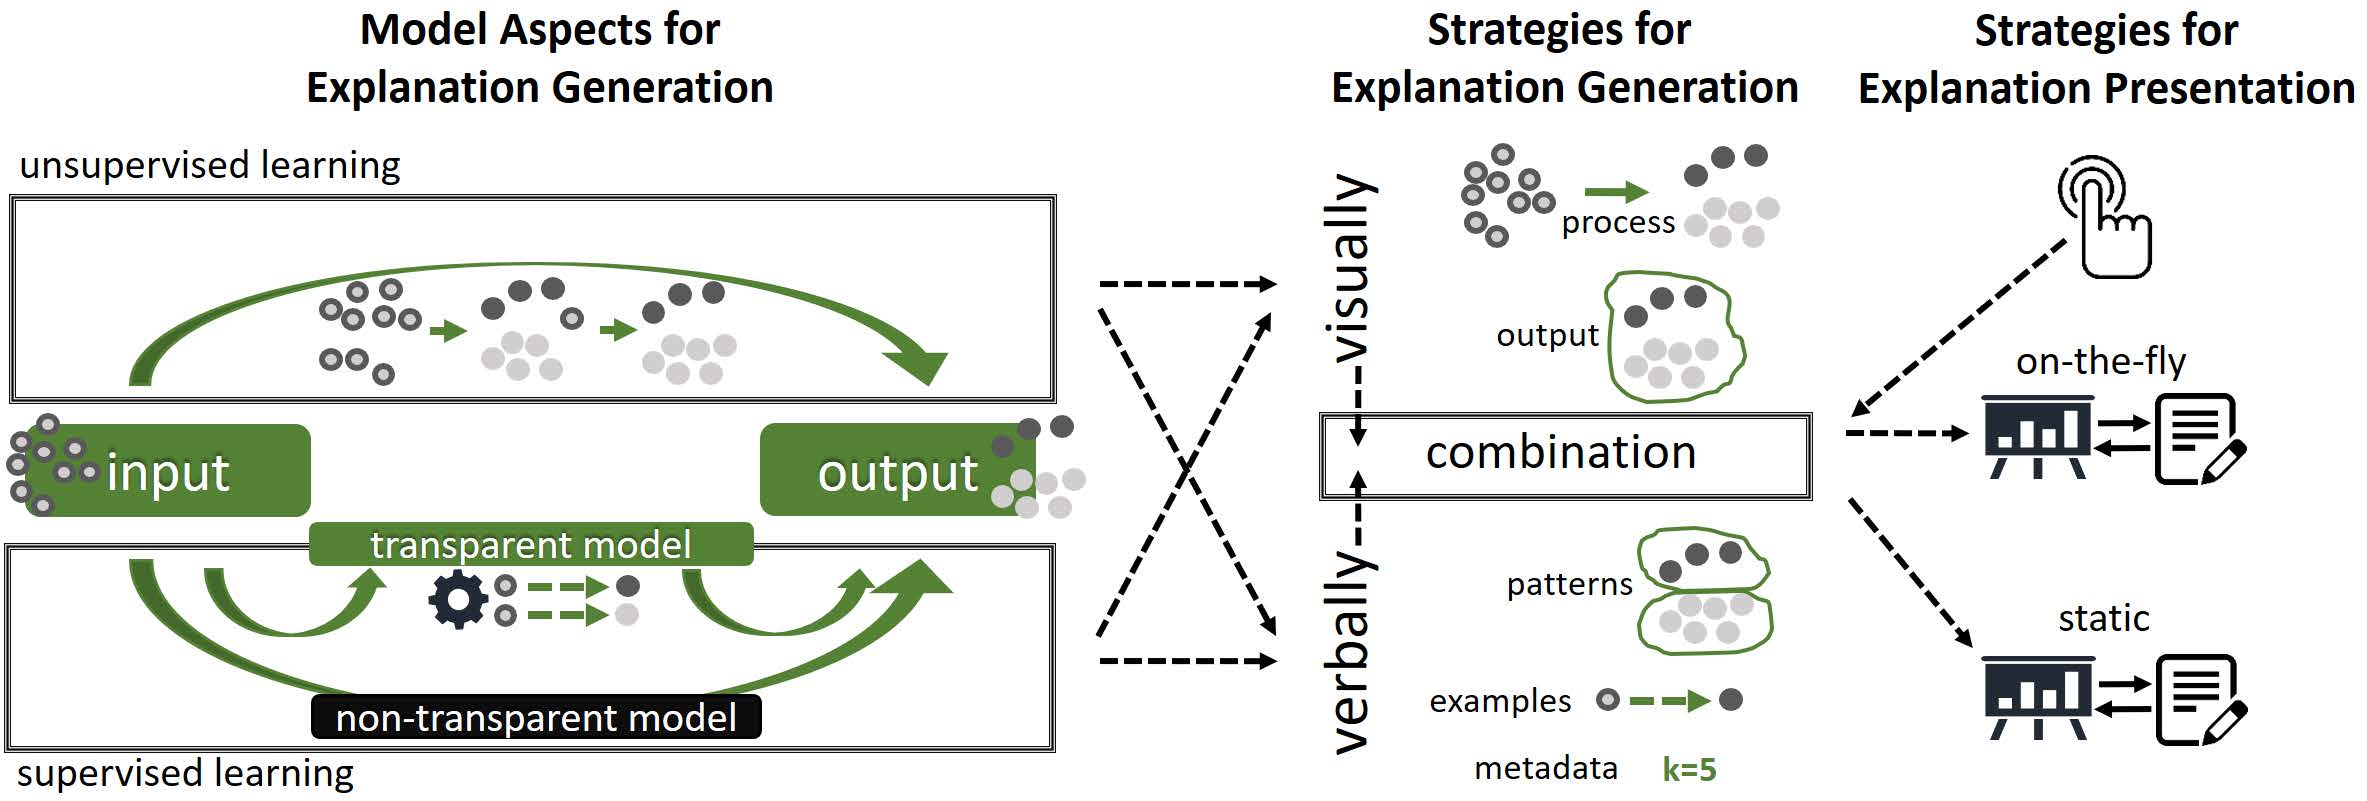 Model Aspects for
Explanation Generation
Strategies for
Explanation Generation
Strategies for
Explanation Presentation
unsupervised learning
input
output
transparent model
non-transparent model
supervised learning
visually
process
output
combination
verbally
patterns
examples
metadata k=5
on-the-fly
static